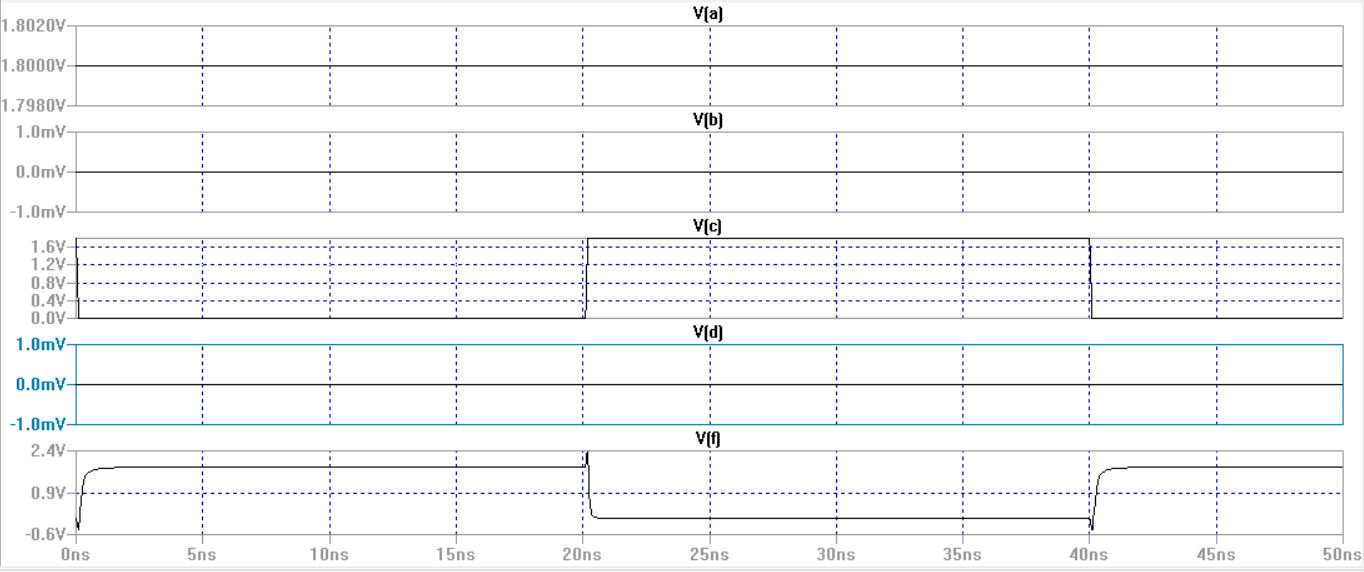 V(a)
1.8020V
1.8000V
1.7980V
V(b)
1.0mV
0.0mV
-1.0mV
V(c)
1.6V
1.2V
0.8V
0.4V
0.0V
V(d)
1.0mV
0.0mV
-1.0mV
V(f)
2.4V
0.9V
-0.6V
0ns 5ns 10ns 15ns 20ns 25ns 30ns 35ns 40ns 45ns 50ns